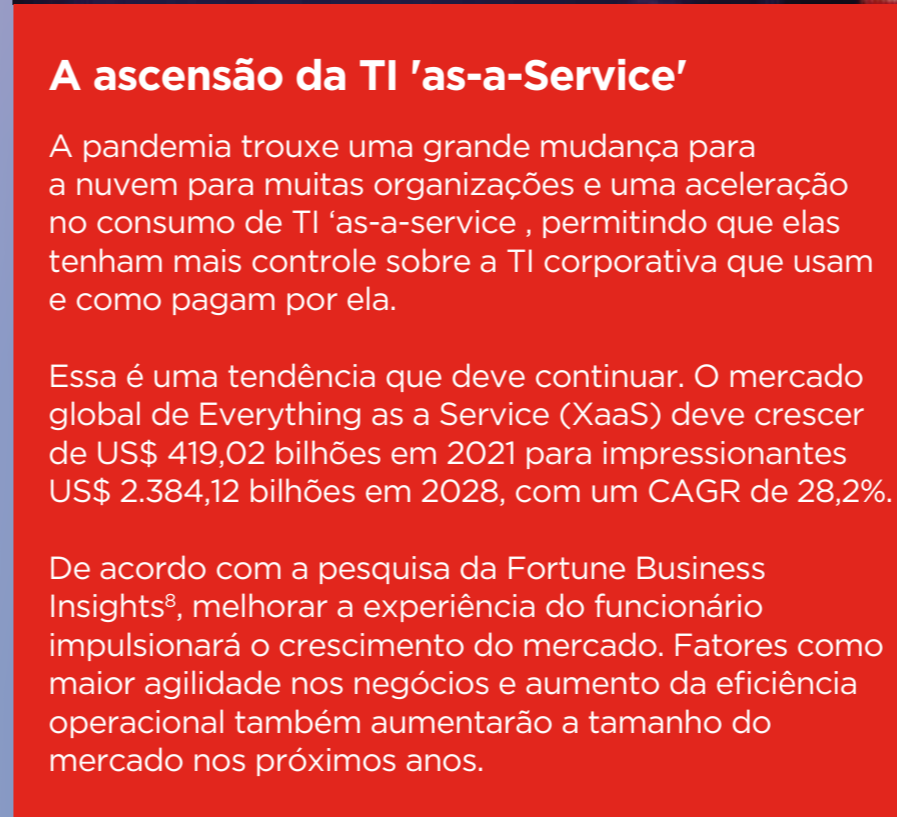 A ascensão da TI 'as-a-Service'
A pandemia trouxe uma grande mudança para
a nuvem para muitas organizações e uma aceleração
no consumo de TI ‘as-a-service , permitindo que elas
tenham mais controle sobre a TI corporativa que usam
e como pagam por ela.
Essa é uma tendência que deve continuar. O mercado
global de Everything as a Service (XaaS) deve crescer
de US$ 419,02 bilhões em 2021 para impressionantes
US$ 2.384,12 bilhões em 2028, com um CAGR de 28,2%.
De acordo com a pesquisa da Fortune Business
Insights⁸, melhorar a experiência do funcionário
impulsionará o crescimento do mercado. Fatores como
maior agilidade nos negócios e aumento da eficiência
operacional também aumentarão a tamanho do
mercado nos próximos anos.